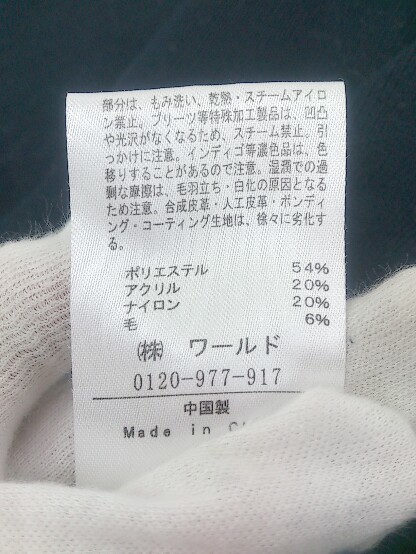 部分は、もみ洗い、乾熱・スチームアイロ
ン禁止。プリーツ等特殊加工製品は、凹凸
や光沢がなくなるため、スチーム禁止。引
っかけに注意。インディゴ等濃色品は、色
移りすることがあるので注意。湿潤での過
剰な摩擦は、毛羽立ち・白化の原因となる
ため注意。合成皮革・人工皮革・ボンディ
ング・コーティング生地は、徐々に劣化す
る。
ポリエステル 54%
アクリル 20%
ナイロン 20%
毛 6%
㈱ ワールド
0120-977-917
中国製
Made in